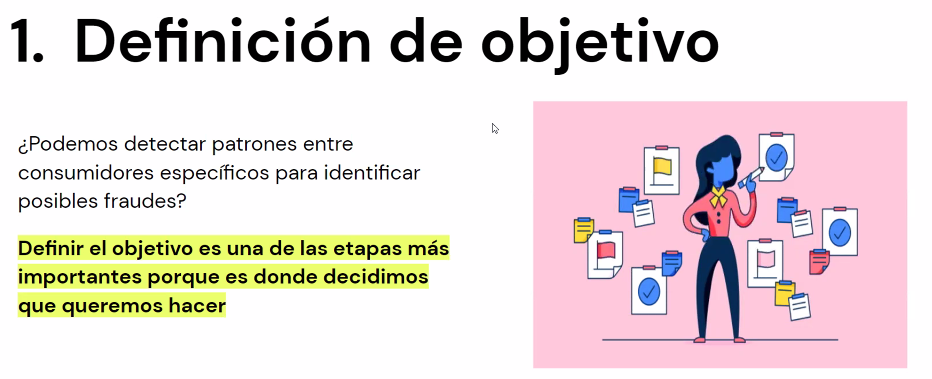 1. Definición de objetivo
¿Podemos detectar patrones entre
consumidores específicos para identificar
posibles fraudes?
Definir el objetivo es una de las etapas más
importantes porque es donde decidimos
que queremos hacer